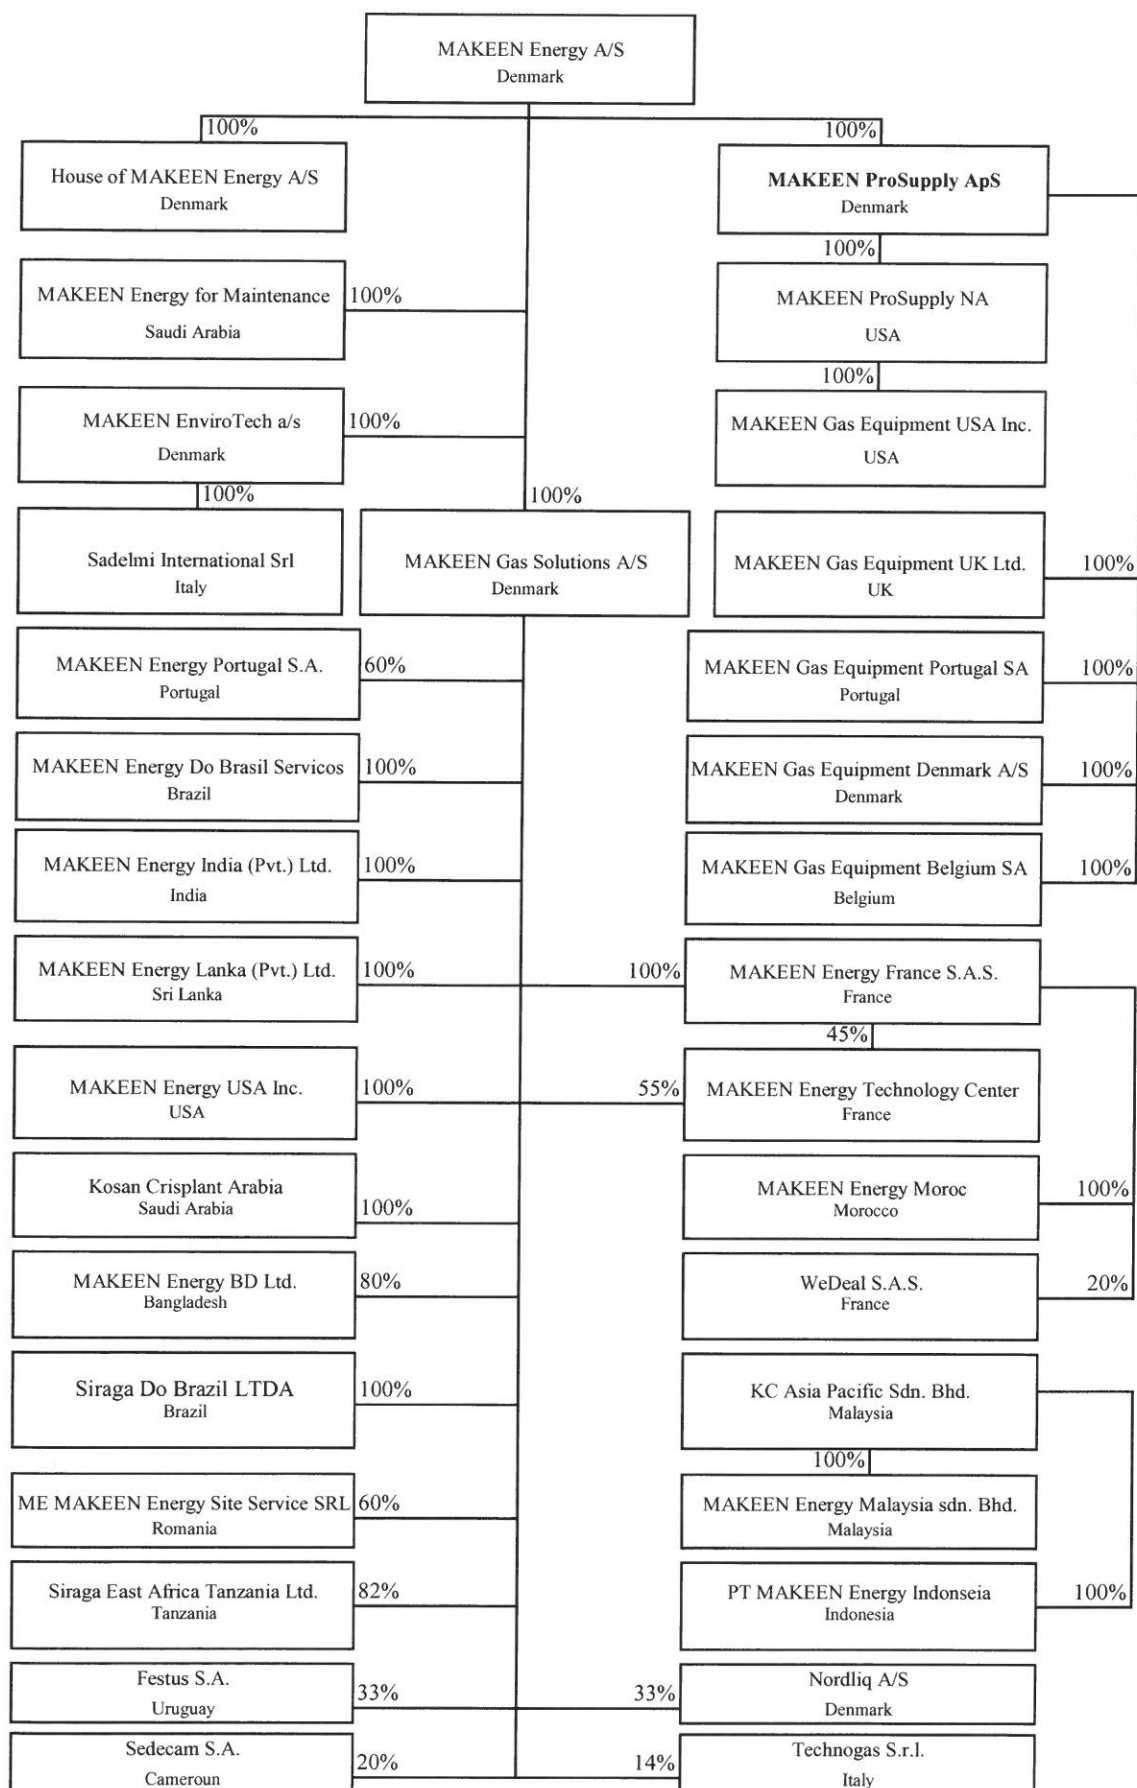 MAKEEN Energy A/S
Denmark
100%
100%
House of MAKEEN Energy A/S
Denmark
MAKEEN ProSupply ApS
Denmark
100%
MAKEEN Energy for Maintenance
Saudi Arabia
100%
MAKEEN ProSupply NA
USA
100%
MAKEEN EnviroTech a/s
Denmark
100%
MAKEEN Gas Equipment USA Inc.
USA
100%
100%
Sadelmi International Srl
Italy
MAKEEN Gas Solutions A/S
Denmark
MAKEEN Gas Equipment UK Ltd.
UK
100%
MAKEEN Energy Portugal S.A.
Portugal
60%
MAKEEN Gas Equipment Portugal SA
Portugal
100%
MAKEEN Energy Do Brasil Servicos
Brazil
100%
MAKEEN Gas Equipment Denmark A/S
Denmark
100%
MAKEEN Energy India (Pvt.) Ltd.
India
100%
MAKEEN Gas Equipment Belgium SA
Belgium
100%
MAKEEN Energy Lanka (Pvt.) Ltd.
Sri Lanka
100%
100%
MAKEEN Energy France S.A.S.
France
45%
MAKEEN Energy USA Inc.
USA
100%
55%
MAKEEN Energy Technology Center
France
Kosan Crisplant Arabia
Saudi Arabia
100%
MAKEEN Energy Moroc
Morocco
100%
MAKEEN Energy BD Ltd.
Bangladesh
80%
WeDeal S.A.S.
France
20%
Siraga Do Brazil LTDA
Brazil
100%
KC Asia Pacific Sdn. Bhd.
Malaysia
100%
ME MAKEEN Energy Site Service SRL
Romania
60%
MAKEEN Energy Malaysia sdn. Bhd.
Malaysia
Siraga East Africa Tanzania Ltd.
Tanzania
82%
PT MAKEEN Energy Indonseia
Indonesia
100%
Festus S.A.
Uruguay
33%
33%
Nordliq A/S
Denmark
Sedecam S.A.
Cameroun
20%
14%
Technogas S.r.l.
Italy